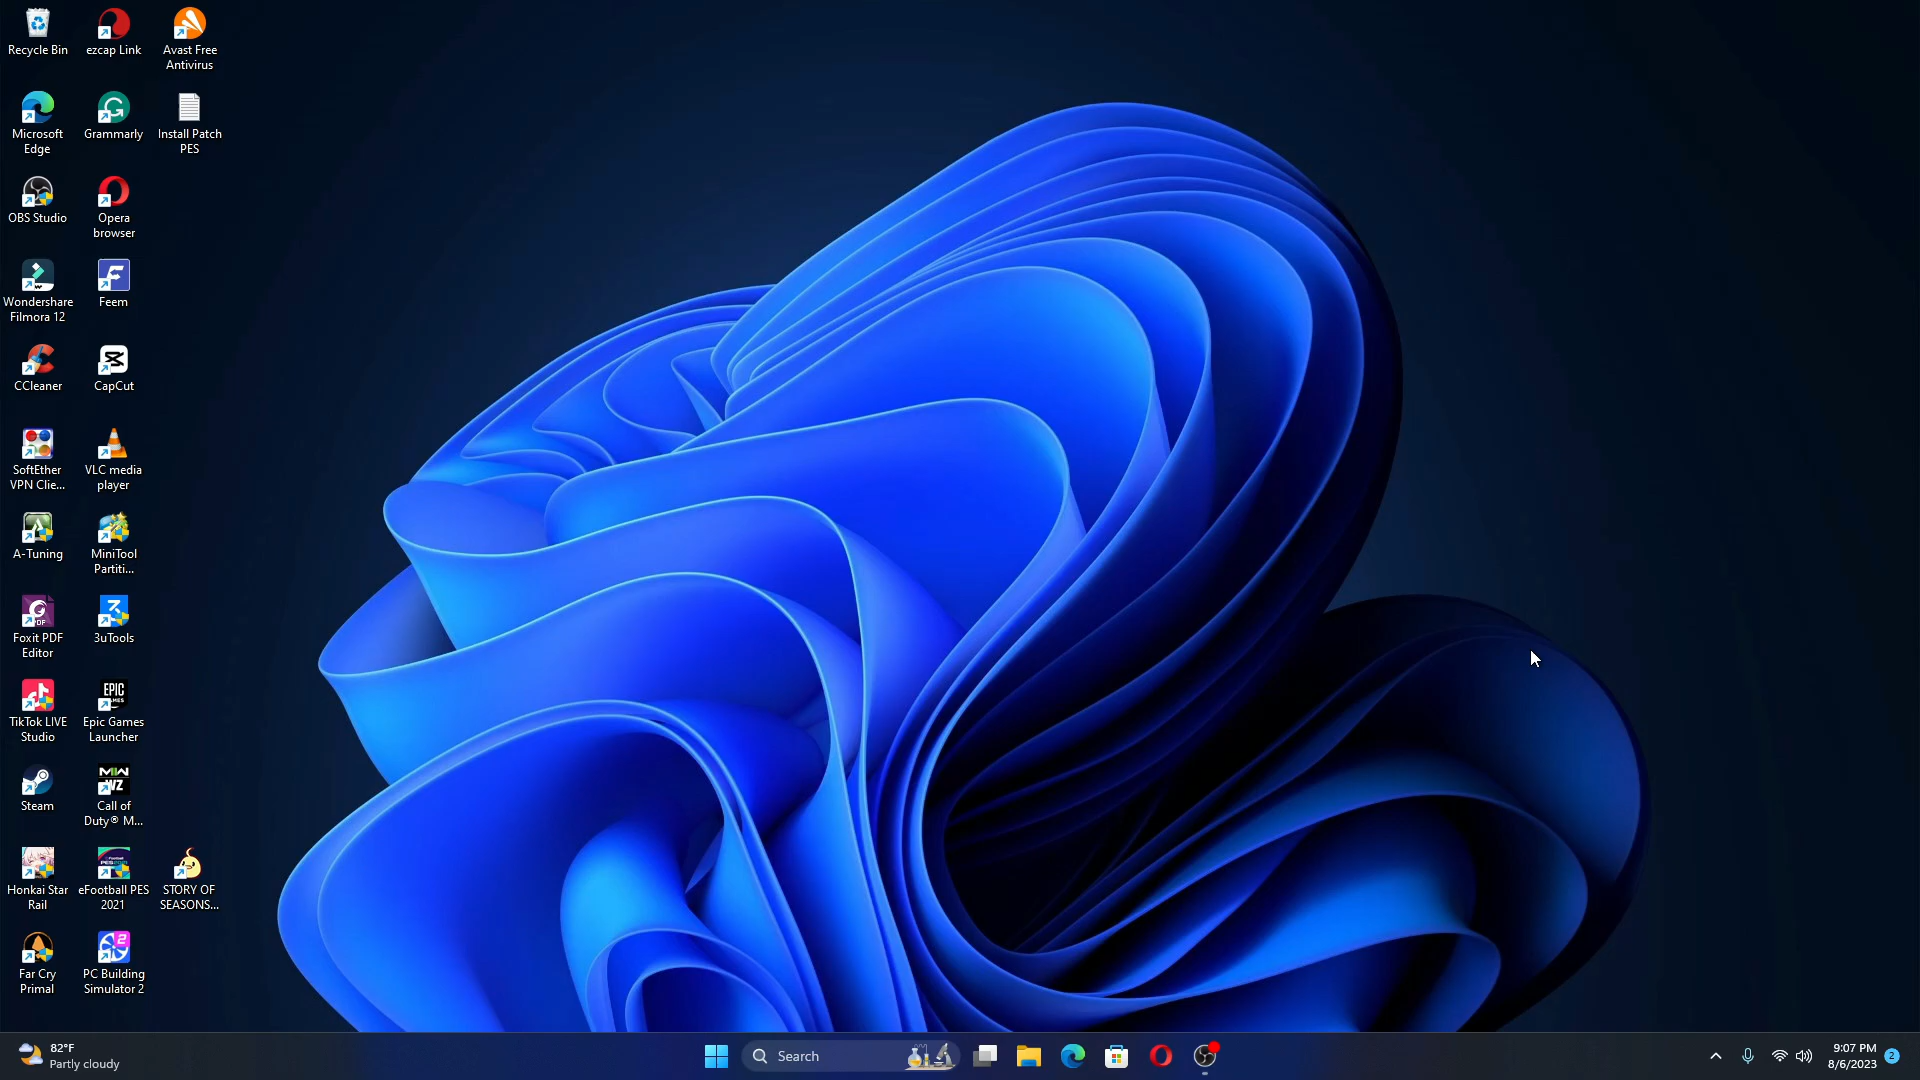 Recycle Bin
ezcap Link
Avast Free
Antivirus
Microsoft
Edge
Grammarly
Install Patch
PES
OBS Studio
Opera
browser
Wondershare
Filmora 12
Feem
CCleaner
CapCut
SoftEther
VPN Clie...
VLC media
player
A-Tuning
MiniTool
Partiti...
Foxit PDF
Editor
3uTools
TikTok LIVE
Studio
EPIC
GAMES
Epic Games
Launcher
Steam
MW
WZ
Call of
Duty® M...
Honkai Star
Rail
eFootball PES
2021
STORY OF
SEASONS...
Far Cry
Primal
PC Building
Simulator 2
82°F
Partly cloudy
Search
9:07 PM
8/6/2023
2